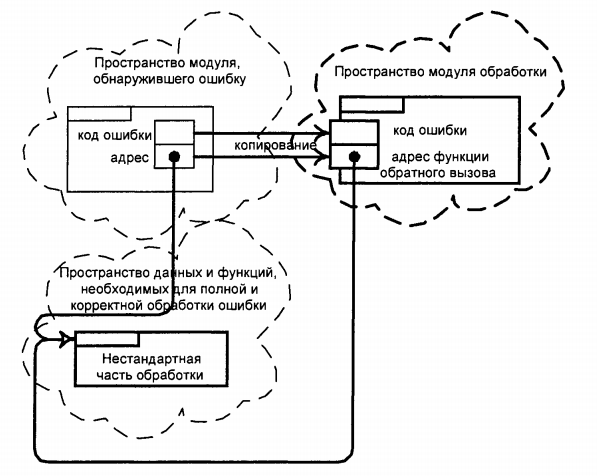 Пространство модуля,
обнаружившего ошибку
код ошибки
адрес
копирование
Пространство модуля обработки
код ошибки
адрес функции
обратного вызова
Пространство данных и функций,
необходимых для полной и
корректной обработки ошибки
Нестандартная
часть обработки